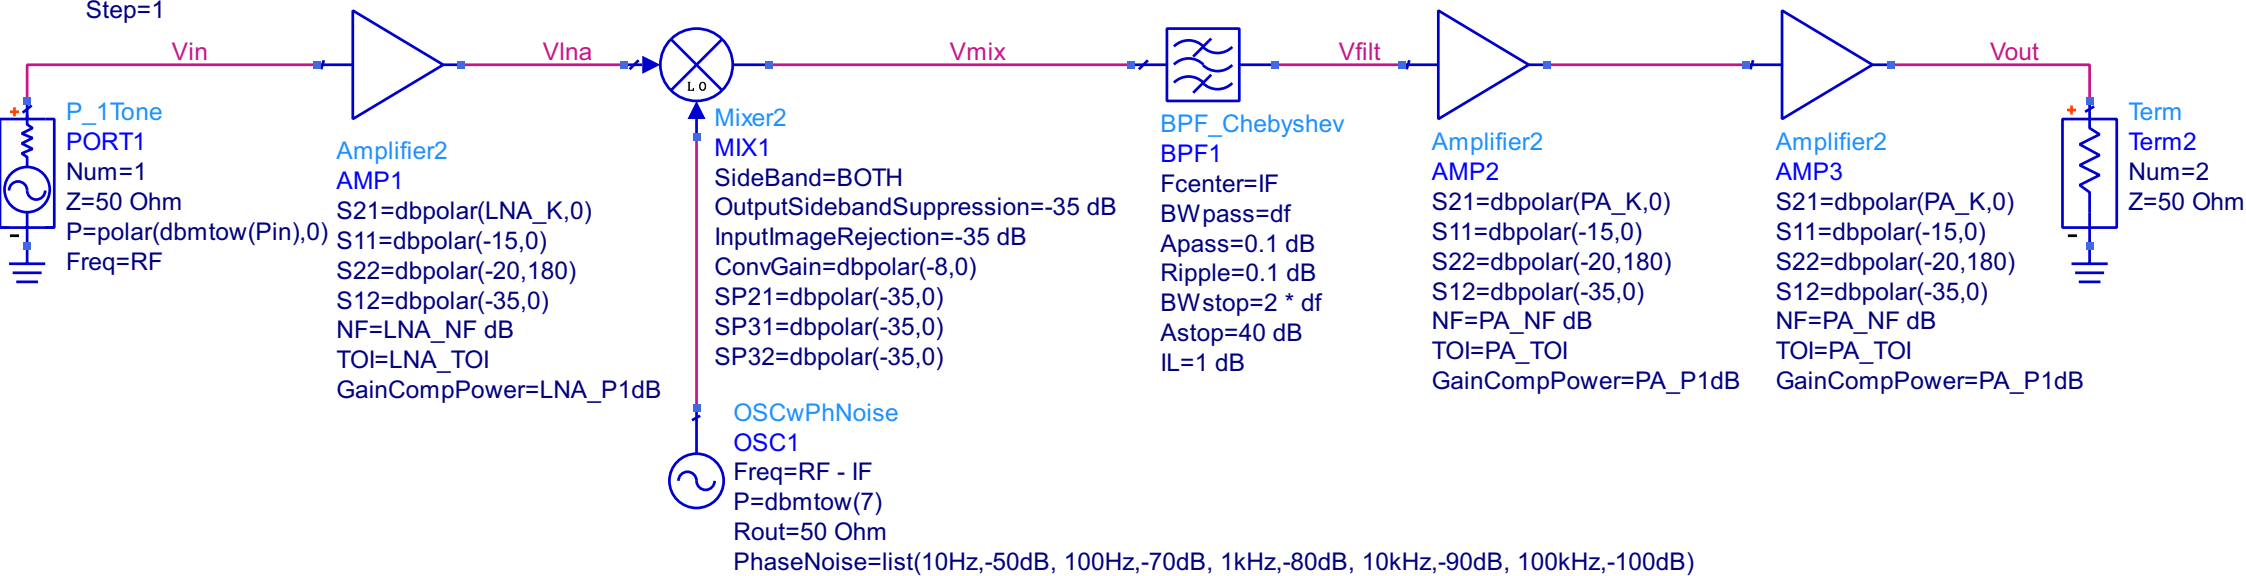 Step=1
Vin
Vlna
Vmix
Vfilt
Vout
P_1Tone
PORT1
Num=1
Z=50 Ohm
P=polar(dbmtow(Pin),0)
Freq=RF
Amplifier2
AMP1
S21=dbpolar(LNA_K,0)
S11=dbpolar(-15,0)
S22=dbpolar(-20,180)
S12=dbpolar(-35,0)
NF=LNA_NF dB
TOI=LNA_TOI
GainCompPower=LNA_P1dB
LO
Mixer2
MIX1
SideBand=BOTH
OutputSidebandSuppression=-35 dB
InputImageRejection=-35 dB
ConvGain=dbpolar(-8,0)
SP21=dbpolar(-35,0)
SP31=dbpolar(-35,0)
SP32=dbpolar(-35,0)
OSCwPhNoise
OSC1
Freq=RF - IF
P=dbmtow(7)
Rout=50 Ohm
PhaseNoise=list(10Hz,-50dB, 100Hz,-70dB, 1kHz,-80dB, 10kHz,-90dB, 100kHz,-100dB)
BPF_Chebyshev
BPF1
Fcenter=IF
BWpass=df
Apass=0.1 dB
Ripple=0.1 dB
BWstop=2 * df
Astop=40 dB
IL=1 dB
Amplifier2
AMP2
S21=dbpolar(PA_K,0)
S11=dbpolar(-15,0)
S22=dbpolar(-20,180)
S12=dbpolar(-35,0)
NF=PA_NF dB
TOI=PA_TOI
GainCompPower=PA_P1dB
Amplifier2
AMP3
S21=dbpolar(PA_K,0)
S11=dbpolar(-15,0)
S22=dbpolar(-20,180)
S12=dbpolar(-35,0)
NF=PA_NF dB
TOI=PA_TOI
GainCompPower=PA_P1dB
Term
Term2
Num=2
Z=50 Ohm